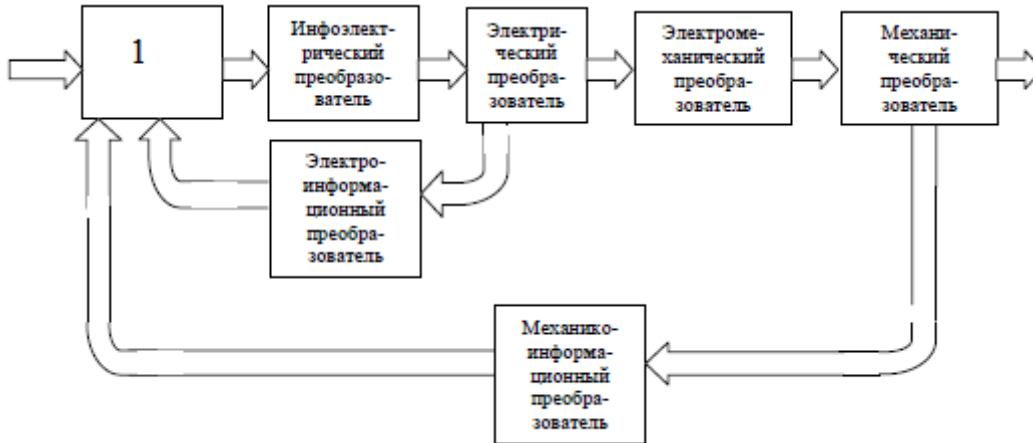 1
Инфоэлект-
рический
преобразо-
ватель
Электри-
ческий
преобра-
зователь
Электроме-
ханический
преобра-
зователь
Механи-
ческий
преобра-
зователь
Электро-
информа-
ционный
преобра-
зователь
Механико-
информа-
ционный
преобра-
зователь